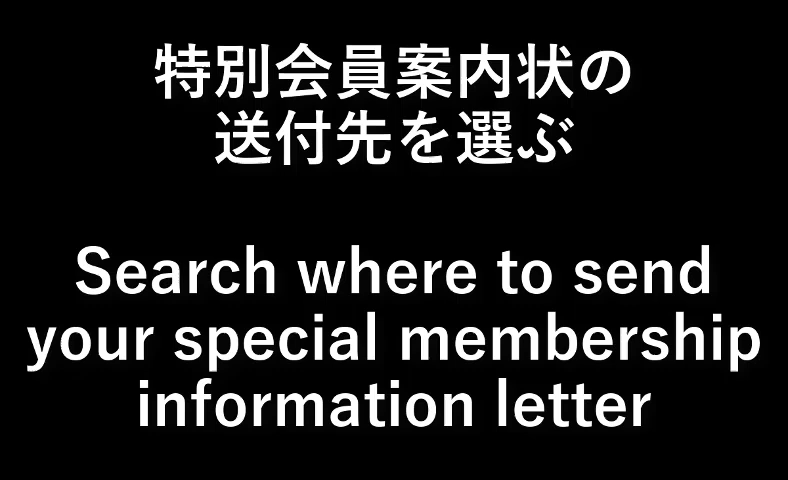 特別会員案内状の
送付先を選ぶ
Search where to send
your special membership
information letter